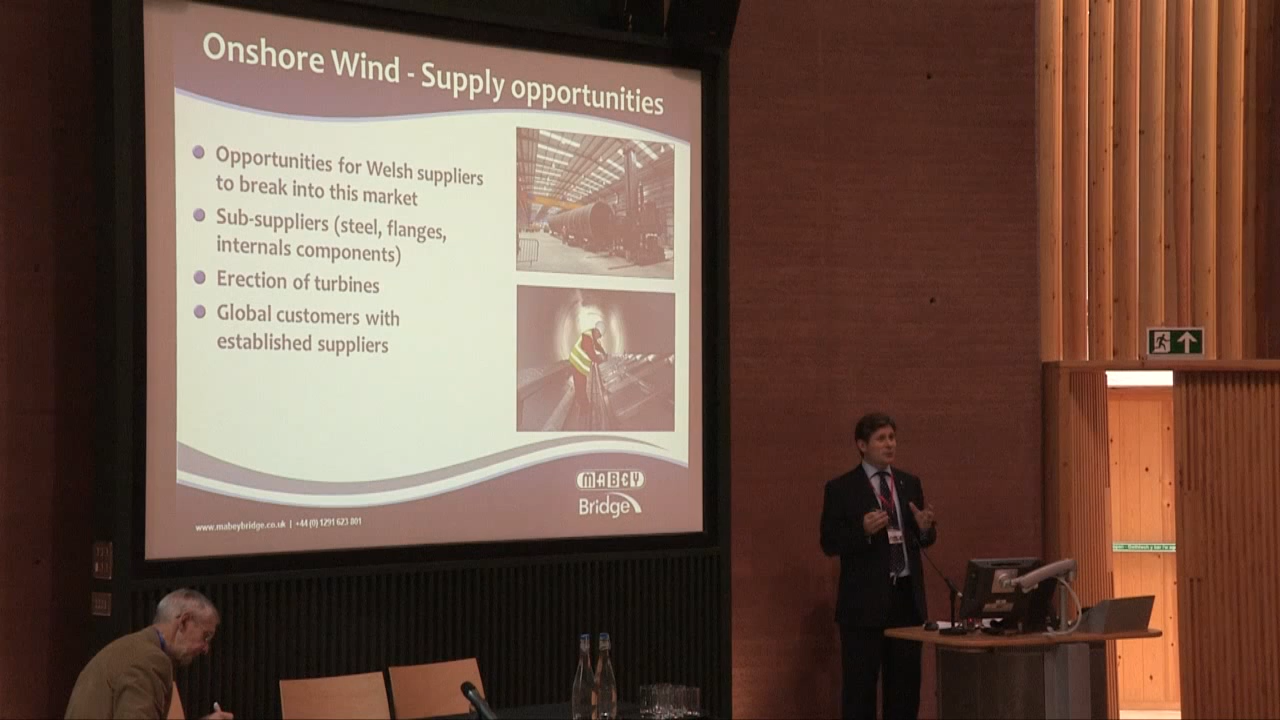 Onshore Wind - Supply opportunities
Opportunities for Welsh suppliers
to break into this market
Sub-suppliers (steel, flanges,
internals components)
Erection of turbines
Global customers with
established suppliers
MABEY
Bridge
www.mabeybridge.co.uk | +44 (0) 1291 623 801